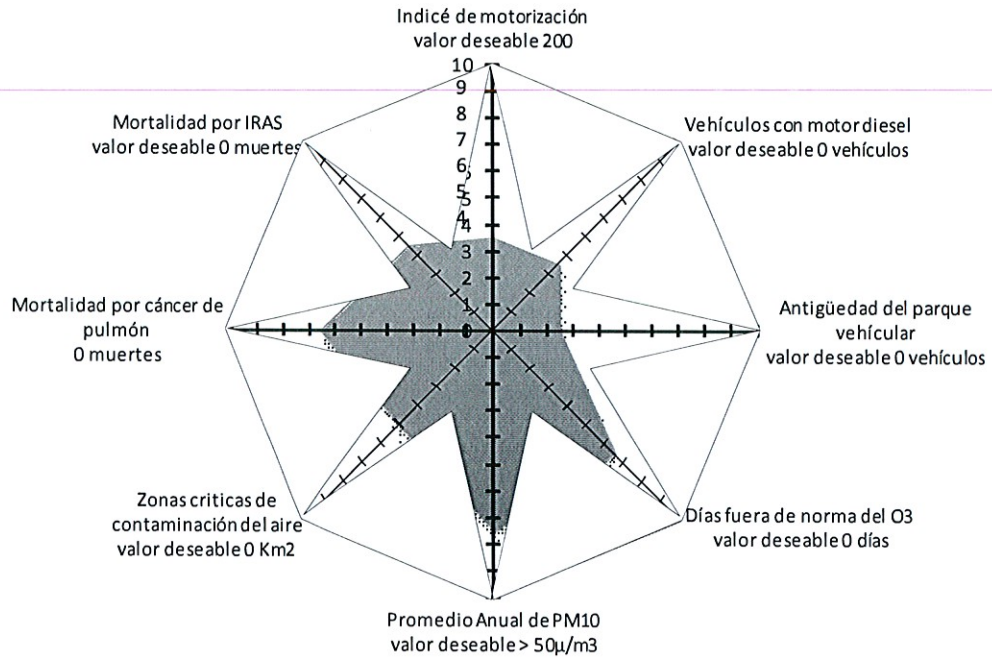 Indicé de motorización
valor deseable 200
10
9
8
7
6
5
5
4
4
3
2
1
0
Mortalidad por IRAS
valor deseable 0 muertes
Vehículos con motor diesel
valor deseable 0 vehículos
Mortalidad por cáncer de
pulmón
0 muertes
Antigüedad del parque
vehícular
valor deseable 0 vehículos
Zonas criticas de
contaminación del aire
valor deseable 0 Km2
Días fuera de norma del O3
valor deseable 0 días
Promedio Anual de PM10
valor deseable > 50µ/m3